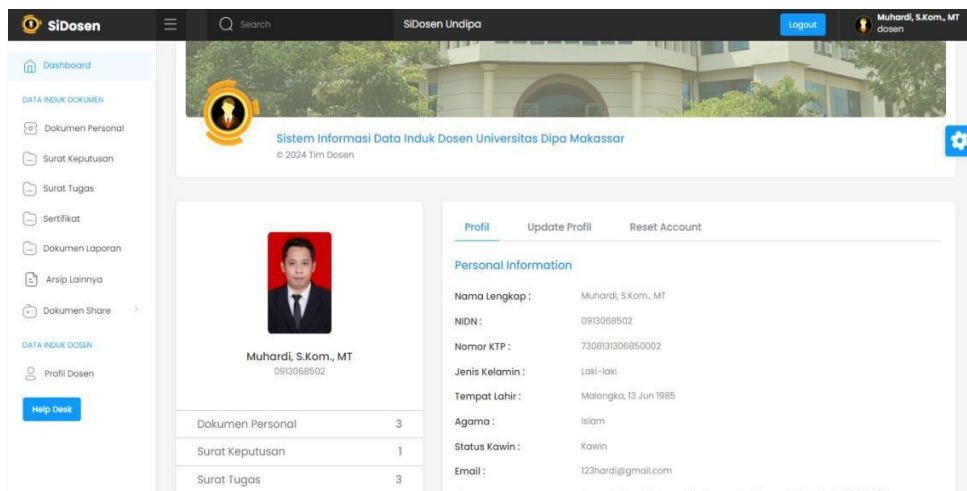 SiDosen
Search
SiDosen Undipa
Logout
Muhardi, S.Kom., MT
dosen
Dashboard
DATA INDUK DOKUMEN
Dokumen Personal
Surat Keputusan
Surat Tugas
Sertifikat
Dokumen Laporan
Arsip Lainnya
Dokumen Share
DATA INDUK DOSEN
Profil Dosen
Help Desk
Sistem Informasi Data Induk Dosen Universitas Dipa Makassar
© 2024 Tim Dosen
Muhardi, S.Kom., MT
0913068502
Dokumen Personal 3
Surat Keputusan 1
Surat Tugas 3
Profil Update Profil Reset Account
Personal Information
Nama Lengkap : Muhardi, S.Kom., MT
NIDN : 0913068502
Nomor KTP : 7308131306850002
Jenis Kelamin : Laki-laki
Tempat Lahir : Malongka, 13 Jun 1985
Agama : Islam
Status Kawin : Kawin
Email : 123hardi@gmail.com